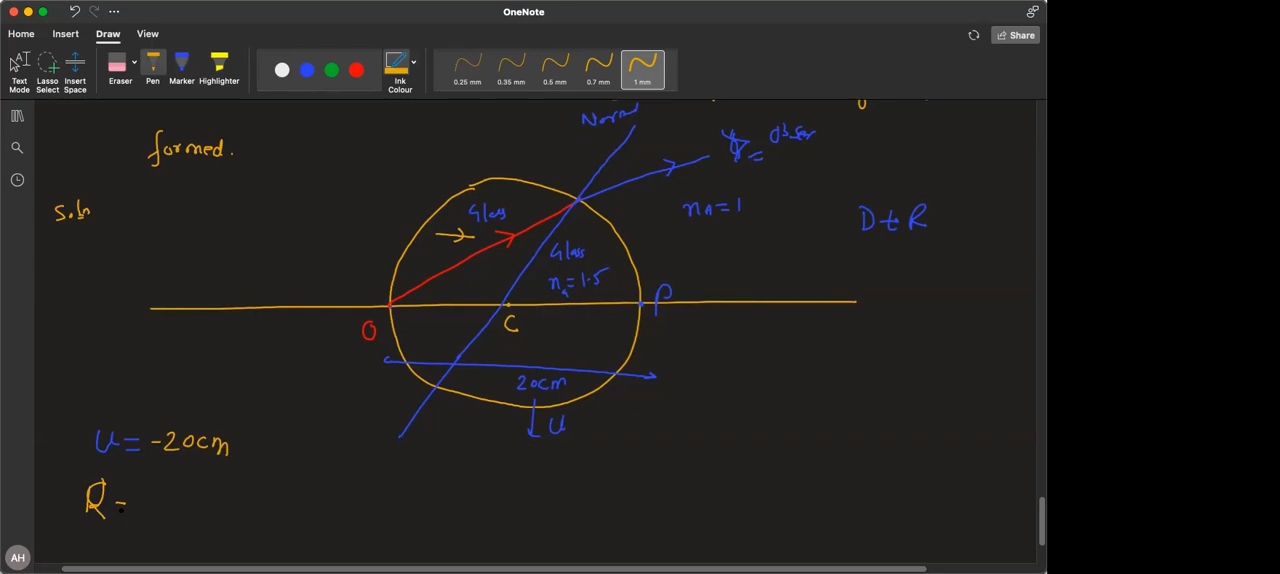 OneNote
Home Insert Draw View
Share
Text Mode
Lasso Select
Insert Space
Eraser
Pen
Marker
Highlighter
Ink Colour
0.25 mm
0.35 mm
0.5 mm
0.7 mm
1 mm
formed.
Soln
Normal
Glass
nA = 1
D t R
Glass
n = 1.5
O
C
P
20cm
u
u = -20cm
R =
AH